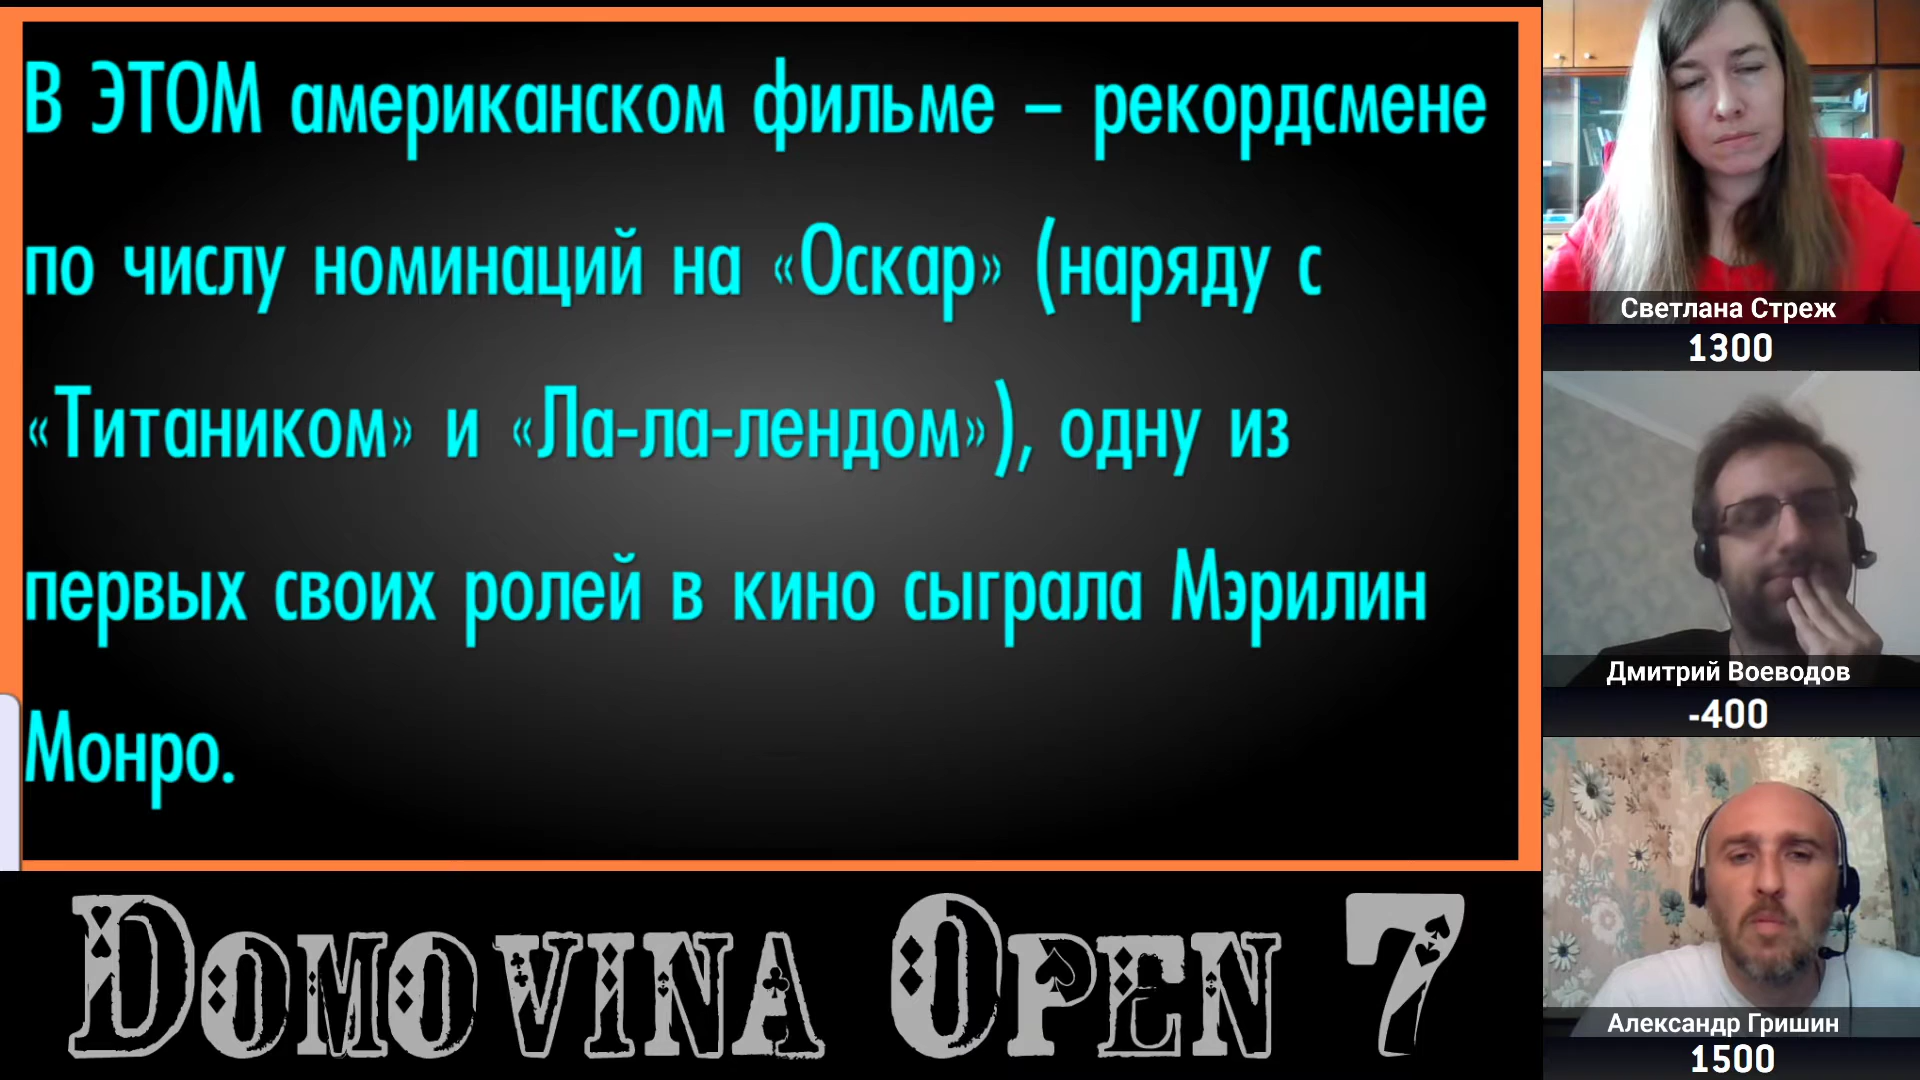 В ЭТОМ американском фильме – рекордсмене
по числу номинаций на «Оскар» (наряду с
«Титаником» и «Ла-ла-лендом»), одну из
первых своих ролей в кино сыграла Мэрилин
Монро.
Светлана Стреж
1300
Дмитрий Воеводов
-400
Александр Гришин
1500
DOMOVINA OPEN 7